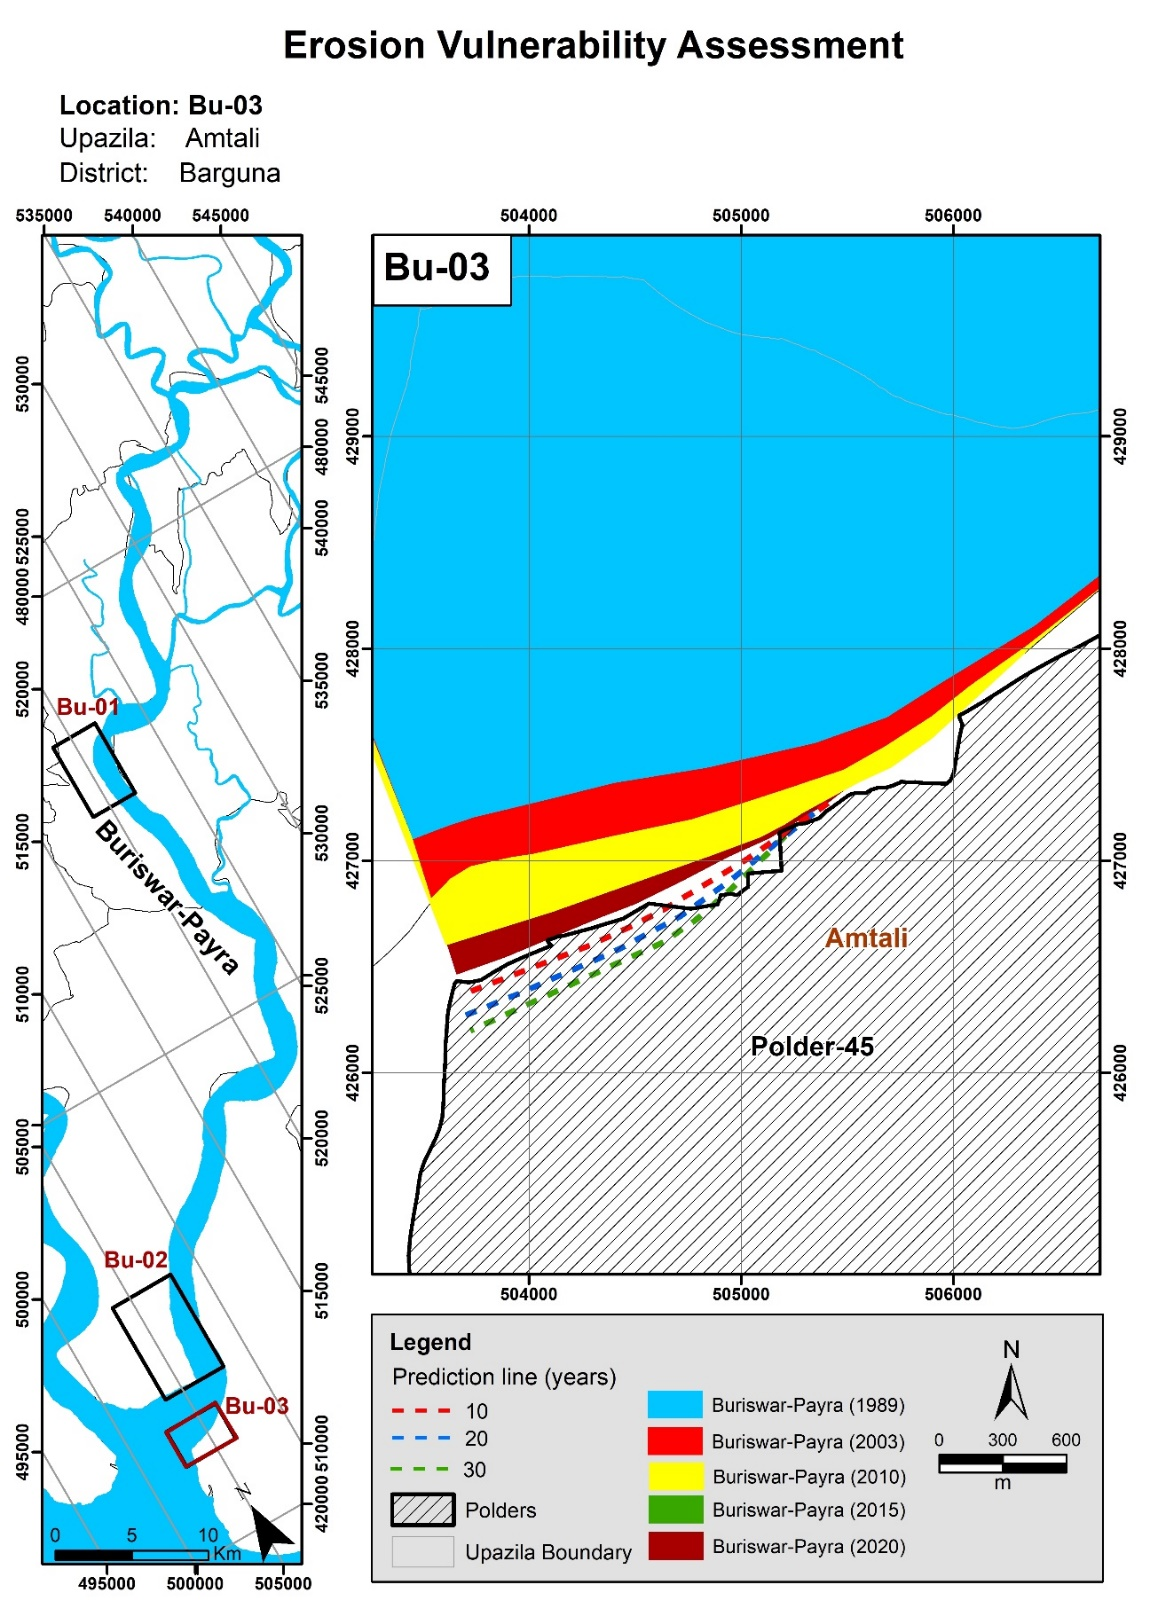 Erosion Vulnerability Assessment
Location: Bu-03
Upazila: Amtali
District: Barguna
535000 540000 545000
530000
525000
480000
520000
515000
510000
505000
500000
495000
545000
480000
540000
535000
530000
525000
520000
515000
510000
420000
Bu-01
Buriswar-Payra
Bu-02
Bu-03
N
0 5 10
Km
495000 500000 505000
504000 505000 506000
Bu-03
429000 429000
428000 428000
427000 427000
426000 426000
Amtali
Polder-45
504000 505000 506000
Legend
Prediction line (years)
10
20
30
Polders
Upazila Boundary
Buriswar-Payra (1989)
Buriswar-Payra (2003)
Buriswar-Payra (2010)
Buriswar-Payra (2015)
Buriswar-Payra (2020)
N
0 300 600
m